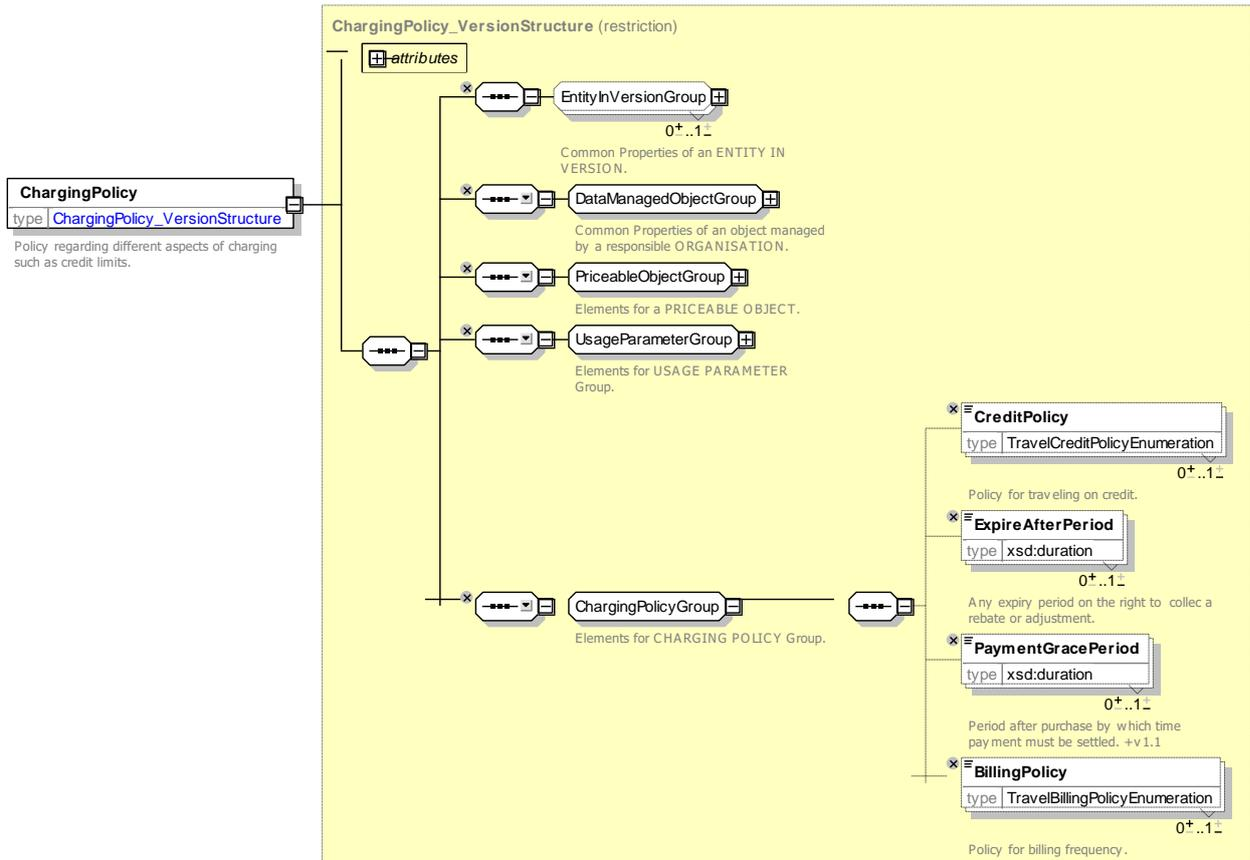 ChargingPolicy_VersionStructure (restriction)
attributes
EntityInVersionGroup
0+..1+
Common Properties of an ENTITY IN
VERSION.
ChargingPolicy
type ChargingPolicy_VersionStructure
Policy regarding different aspects of charging
such as credit limits.
DataManagedObjectGroup
Common Properties of an object managed
by a responsible ORGANISATION.
PriceableObjectGroup
Elements for a PRICEABLE OBJECT.
UsageParameterGroup
Elements for USAGE PARAMETER
Group.
ChargingPolicyGroup
Elements for CHARGING POLICY Group.
CreditPolicy
type TravelCreditPolicyEnumeration
0+..1+
Policy for traveling on credit.
ExpireAfterPeriod
type xsd:duration
0+..1+
Any expiry period on the right to collec a
rebate or adjustment.
PaymentGracePeriod
type xsd:duration
0+..1+
Period after purchase by which time
payment must be settled. +v1.1
BillingPolicy
type TravelBillingPolicyEnumeration
0+..1+
Policy for billing frequency.